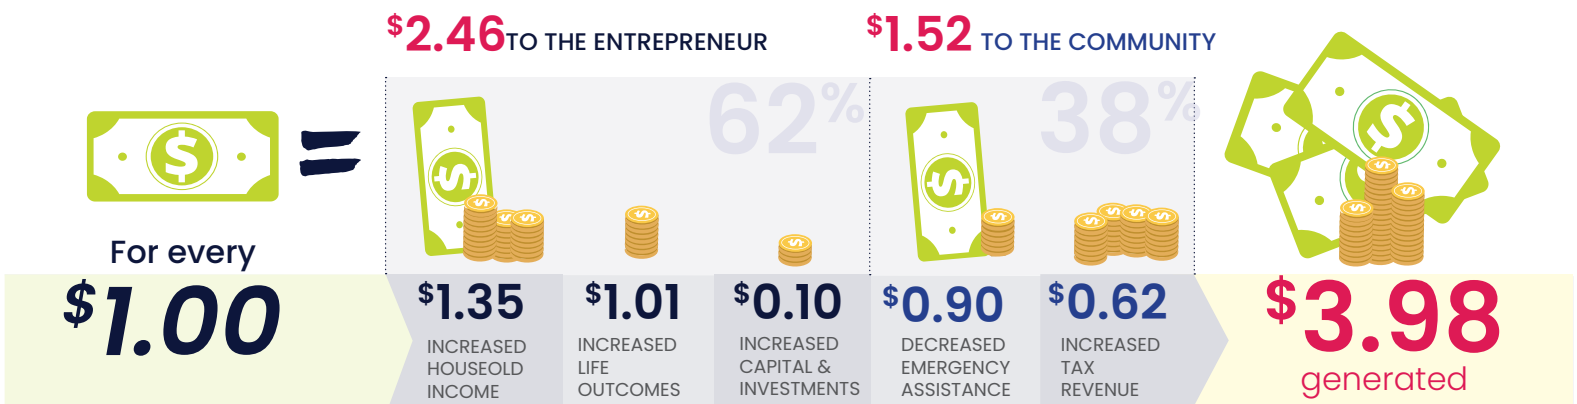 $2.46 TO THE ENTREPRENEUR
$1.52 TO THE COMMUNITY
62%
38%
For every
$1.00
=
$1.35
INCREASED
HOUSEOLD
INCOME
$1.01
INCREASED
LIFE
OUTCOMES
$0.10
INCREASED
CAPITAL &
INVESTMENTS
$0.90
DECREASED
EMERGENCY
ASSISTANCE
$0.62
INCREASED
TAX
REVENUE
$3.98
generated